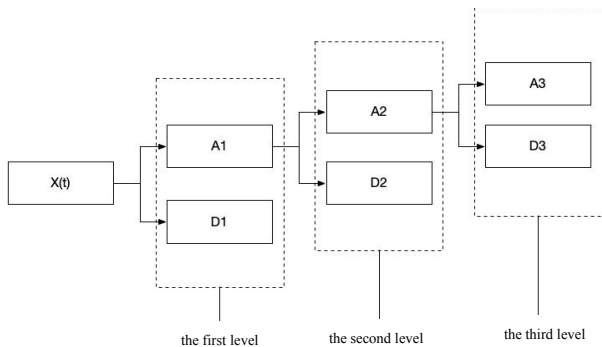 X(t)
A1
D1
the first level
A2
D2
the second level
A3
D3
the third level